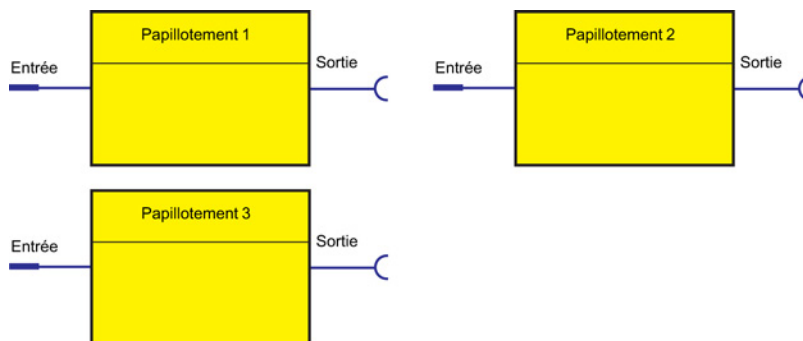 Papillotement 1
Entrée
Sortie
Papillotement 2
Entrée
Sortie
Papillotement 3
Entrée
Sortie